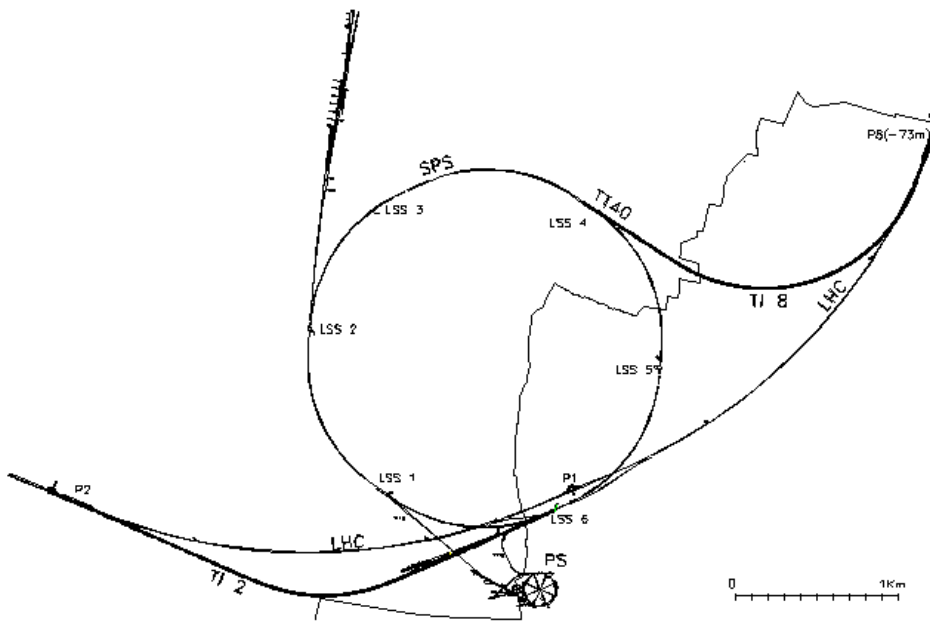 P8(-73m)
SPS
TT40
LSS 3
LSS 4
TI 8
LHC
LSS 2
LSS 5
LSS 1
P1
P2
LSS 6
LHC
TI 2
PS
0 1Km